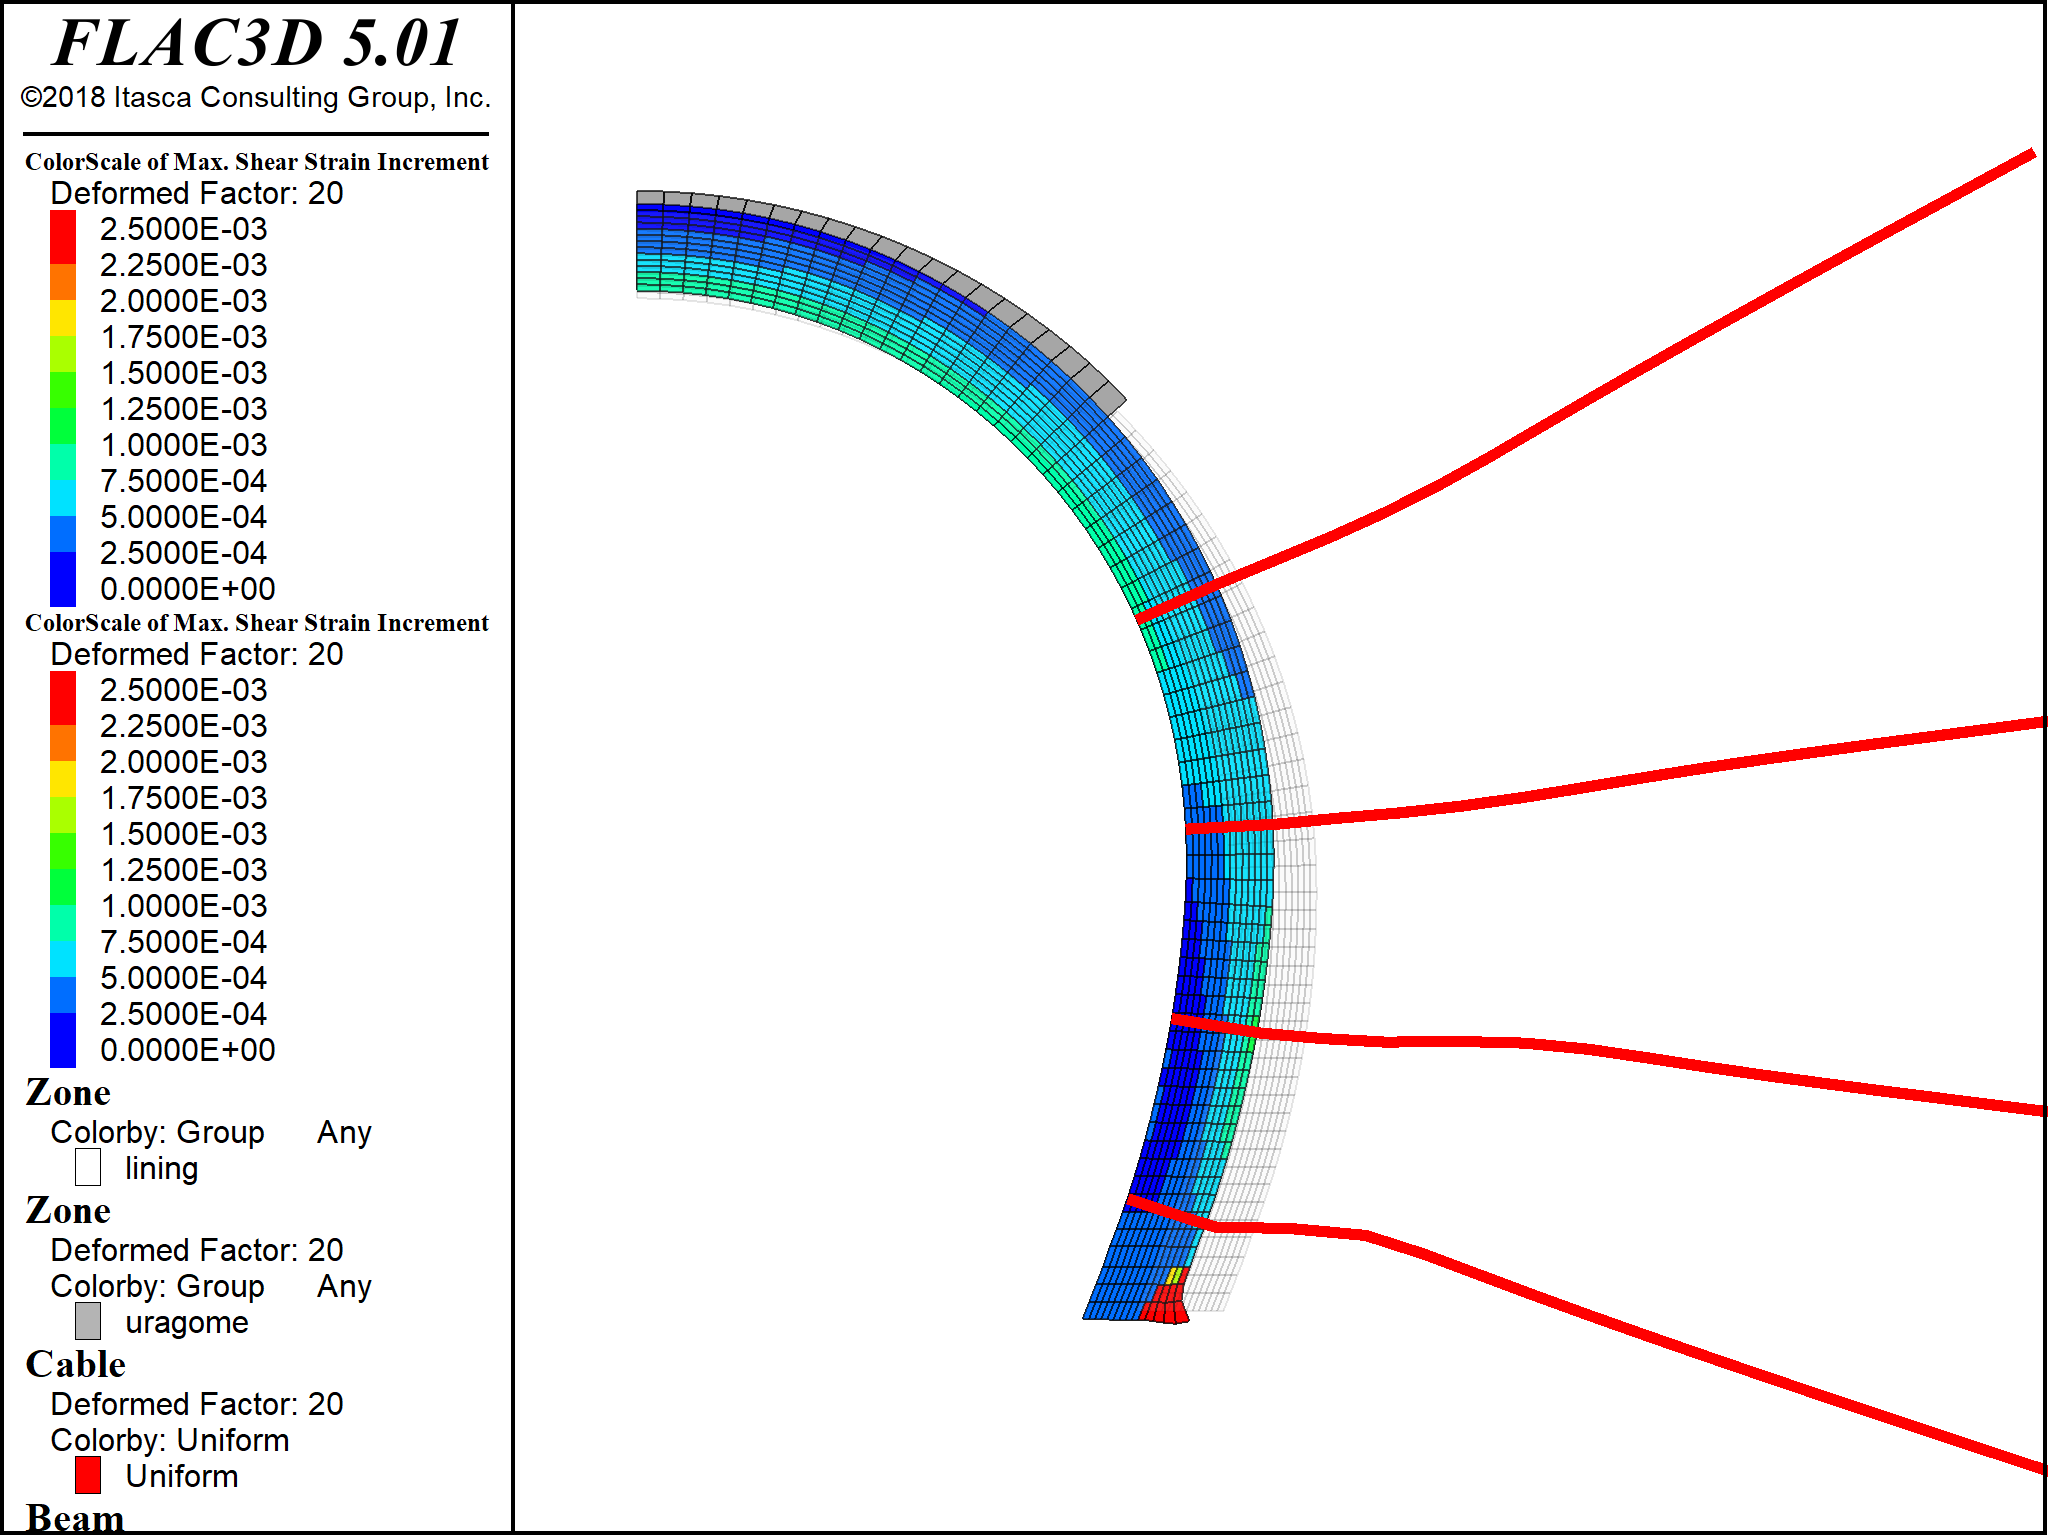 FLAC3D 5.01
©2018 Itasca Consulting Group, Inc.
ColorScale of Max. Shear Strain Increment
Deformed Factor: 20
2.5000E-03
2.2500E-03
2.0000E-03
1.7500E-03
1.5000E-03
1.2500E-03
1.0000E-03
7.5000E-04
5.0000E-04
2.5000E-04
0.0000E+00
ColorScale of Max. Shear Strain Increment
Deformed Factor: 20
2.5000E-03
2.2500E-03
2.0000E-03
1.7500E-03
1.5000E-03
1.2500E-03
1.0000E-03
7.5000E-04
5.0000E-04
2.5000E-04
0.0000E+00
Zone
Colorby: Group Any
lining
Zone
Deformed Factor: 20
Colorby: Group Any
uragome
Cable
Deformed Factor: 20
Colorby: Uniform
Uniform
Beam